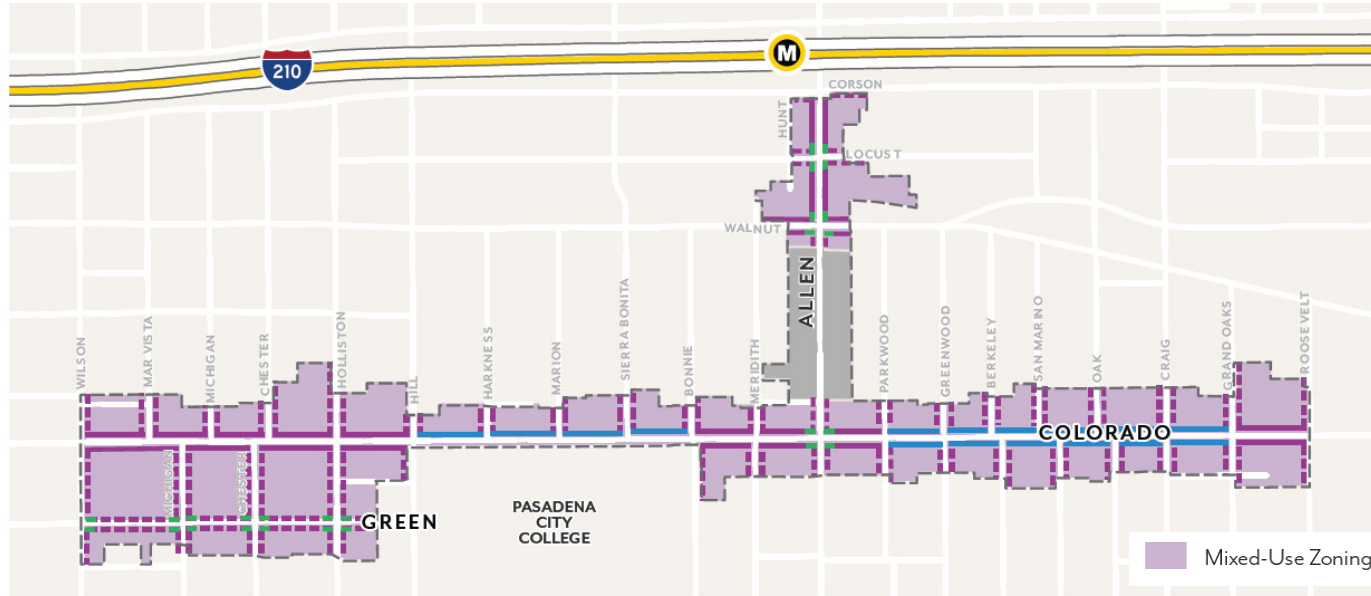 M
210
CORSON
HUNT
LOCUST
WALNUT
ALLEN
WILSON
MAR VISTA
MICHIGAN
CHESTER
HOLLISTON
HILL
HARKNESS
MARION
SIERRA BONITA
BONNIE
MERIDITH
PARKWOOD
GREENWOOD
BERKELEY
SAN MARINO
OAK
CRAIG
GRAND OAKS
ROOSEVELT
COLORADO
MICHIGAN
CHESTER
GREEN
PASADENA
CITY
COLLEGE
Mixed-Use Zoning